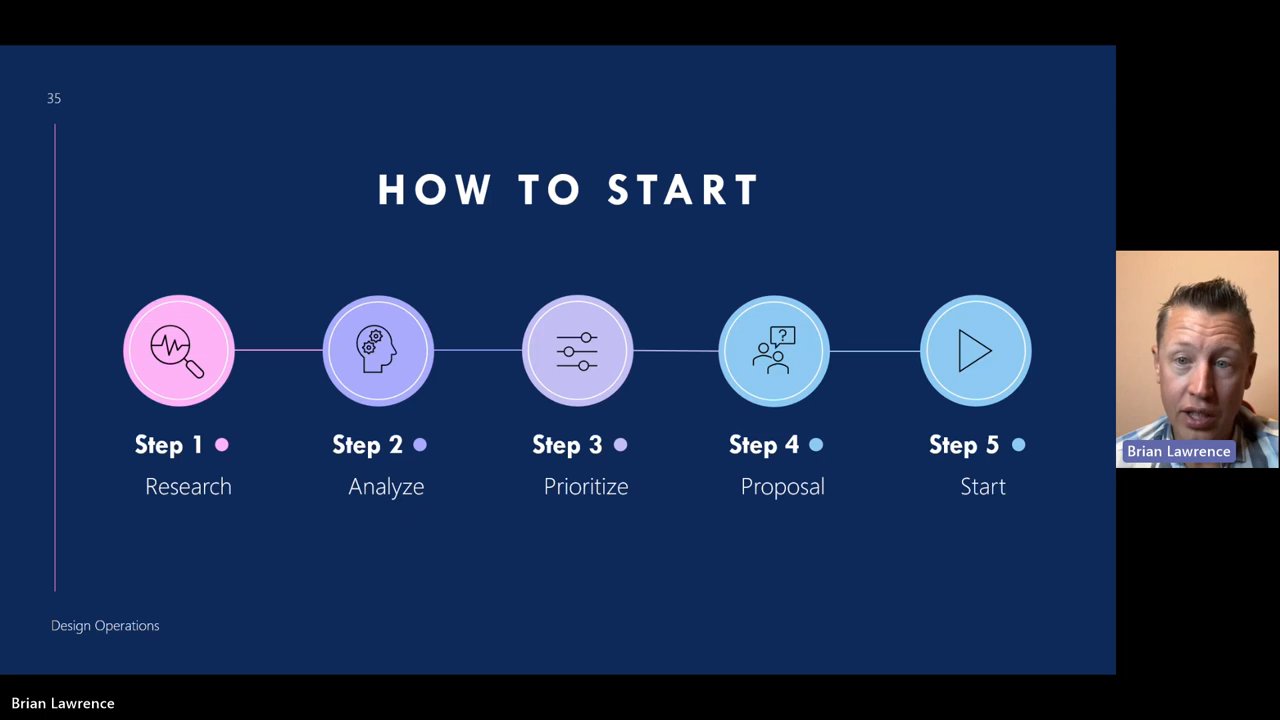 35
HOW TO START
?
Step 1
Research
Step 2
Analyze
Step 3
Prioritize
Step 4
Proposal
Step 5
Start
Design Operations
Brian Lawrence
Brian Lawrence